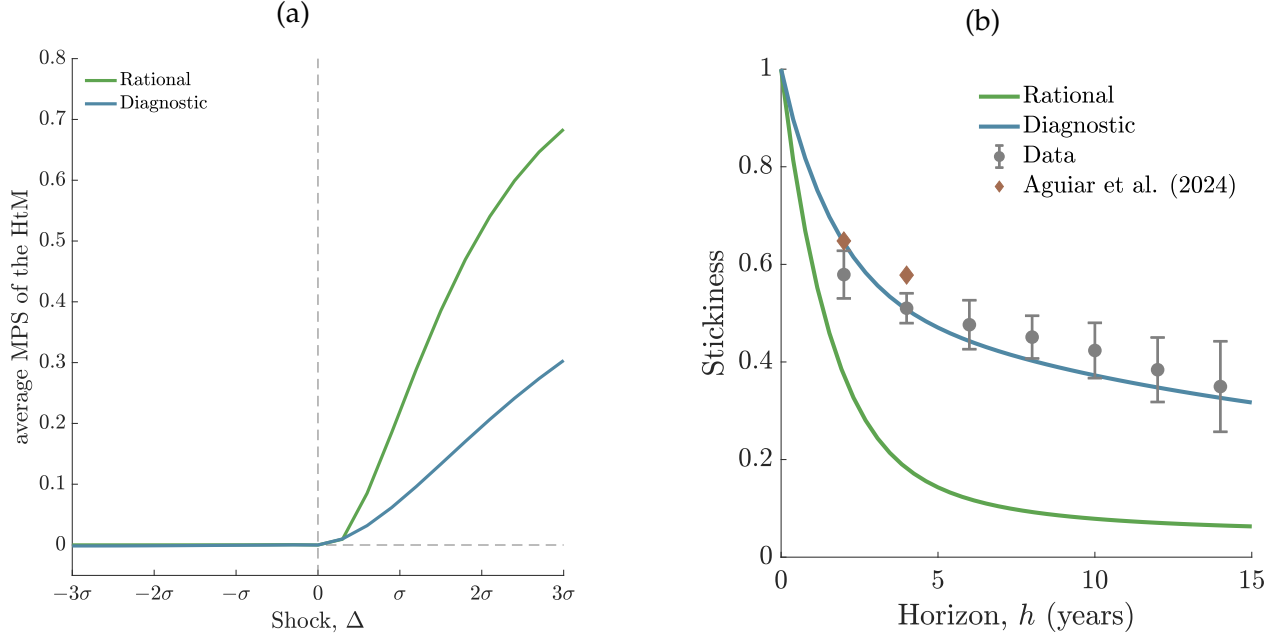 (a)
average MPS of the HtM
0.8
0.7
0.6
0.5
0.4
0.3
0.2
0.1
0
Rational
Diagnostic
−3σ −2σ −σ 0 σ 2σ 3σ
Shock, Δ
(b)
Stickiness
1
0.8
0.6
0.4
0.2
0
Rational
Diagnostic
Data
Aguiar et al. (2024)
0 5 10 15
Horizon, h (years)